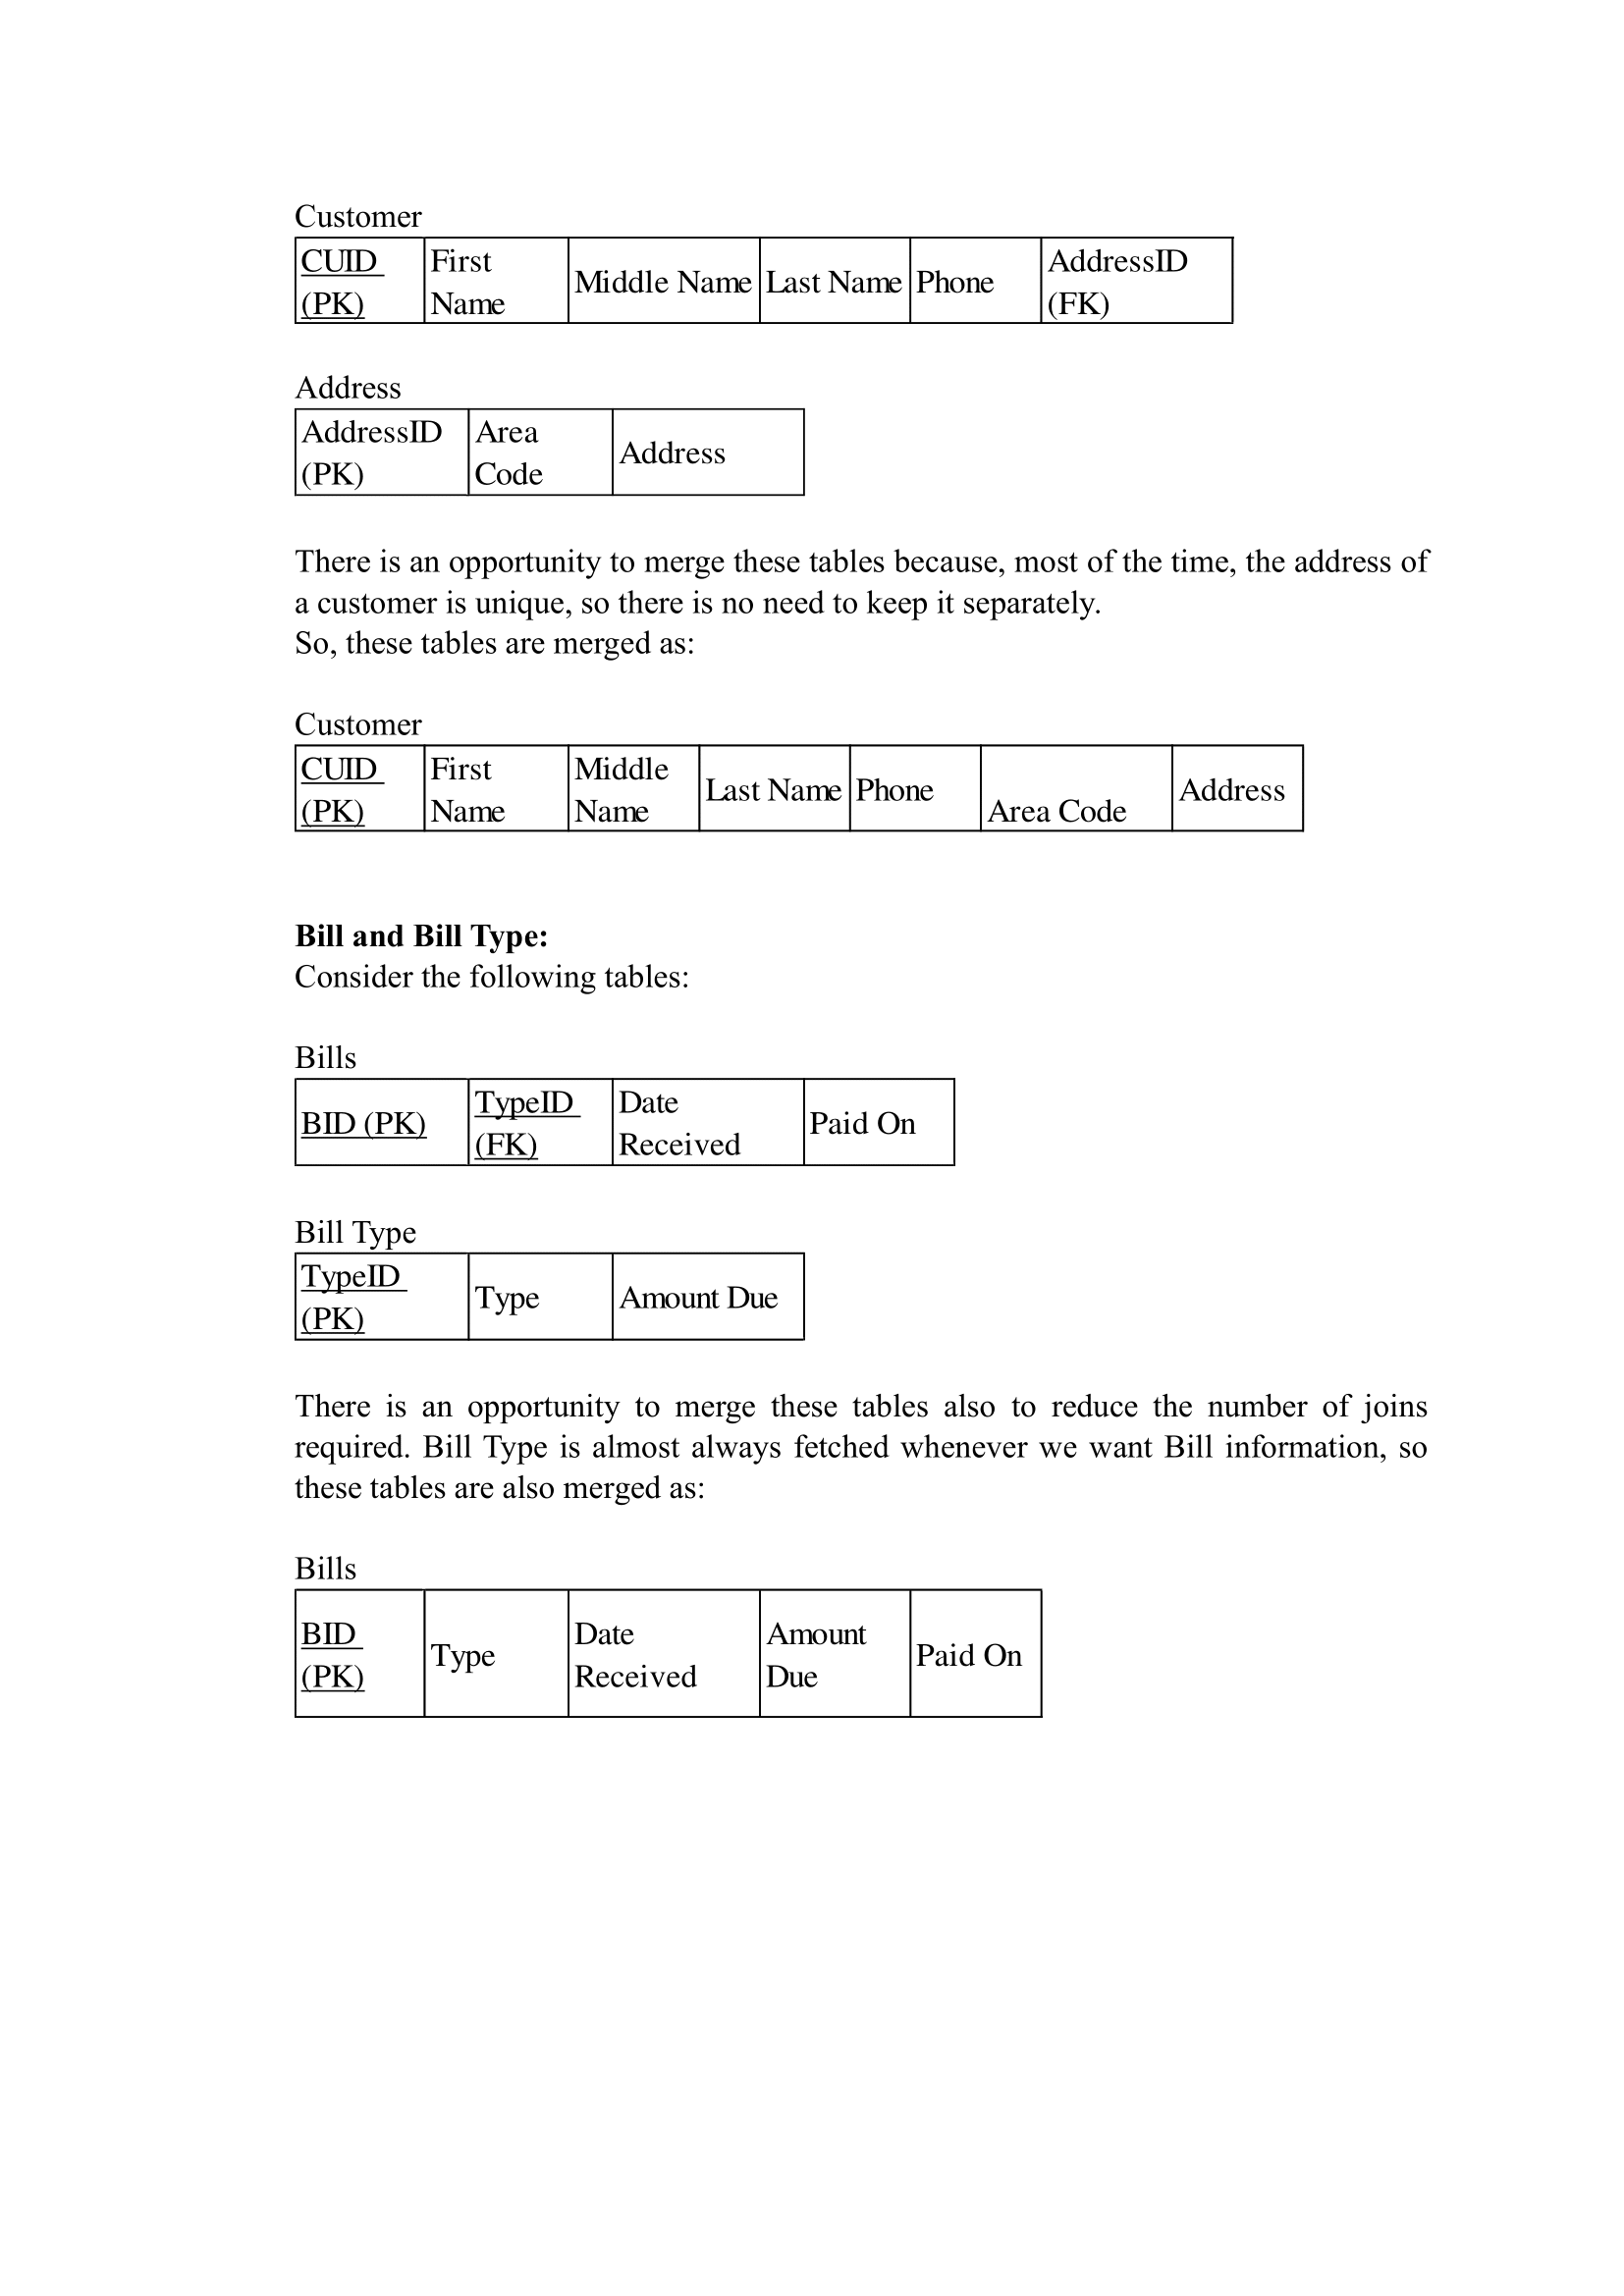 Customer
CUID (PK) First Name Middle Name Last Name Phone AddressID (FK)
Address
AddressID (PK) Area Code Address
There is an opportunity to merge these tables because, most of the time, the address of
a customer is unique, so there is no need to keep it separately.
So, these tables are merged as:
Customer
CUID (PK) First Name Middle Name Last Name Phone Area Code Address
Bill and Bill Type:
Consider the following tables:
Bills
BID (PK) TypeID (FK) Date Received Paid On
Bill Type
TypeID (PK) Type Amount Due
There is an opportunity to merge these tables also to reduce the number of joins
required. Bill Type is almost always fetched whenever we want Bill information, so
these tables are also merged as:
Bills
BID (PK) Type Date Received Amount Due Paid On